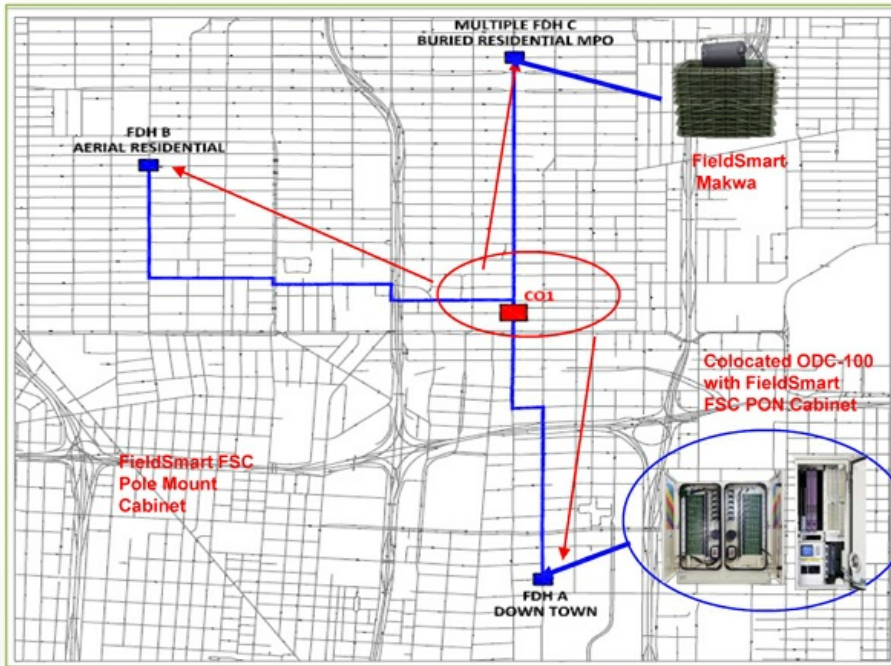 MULTIPLE FDH C
BURIED RESIDENTIAL MPO
FDH B
AERIAL RESIDENTIAL
FieldSmart
Makwa
CO1
Colocated ODC-100
with FieldSmart
FSC PON Cabinet
FieldSmart FSC
Pole Mount
Cabinet
FDH A
DOWN TOWN